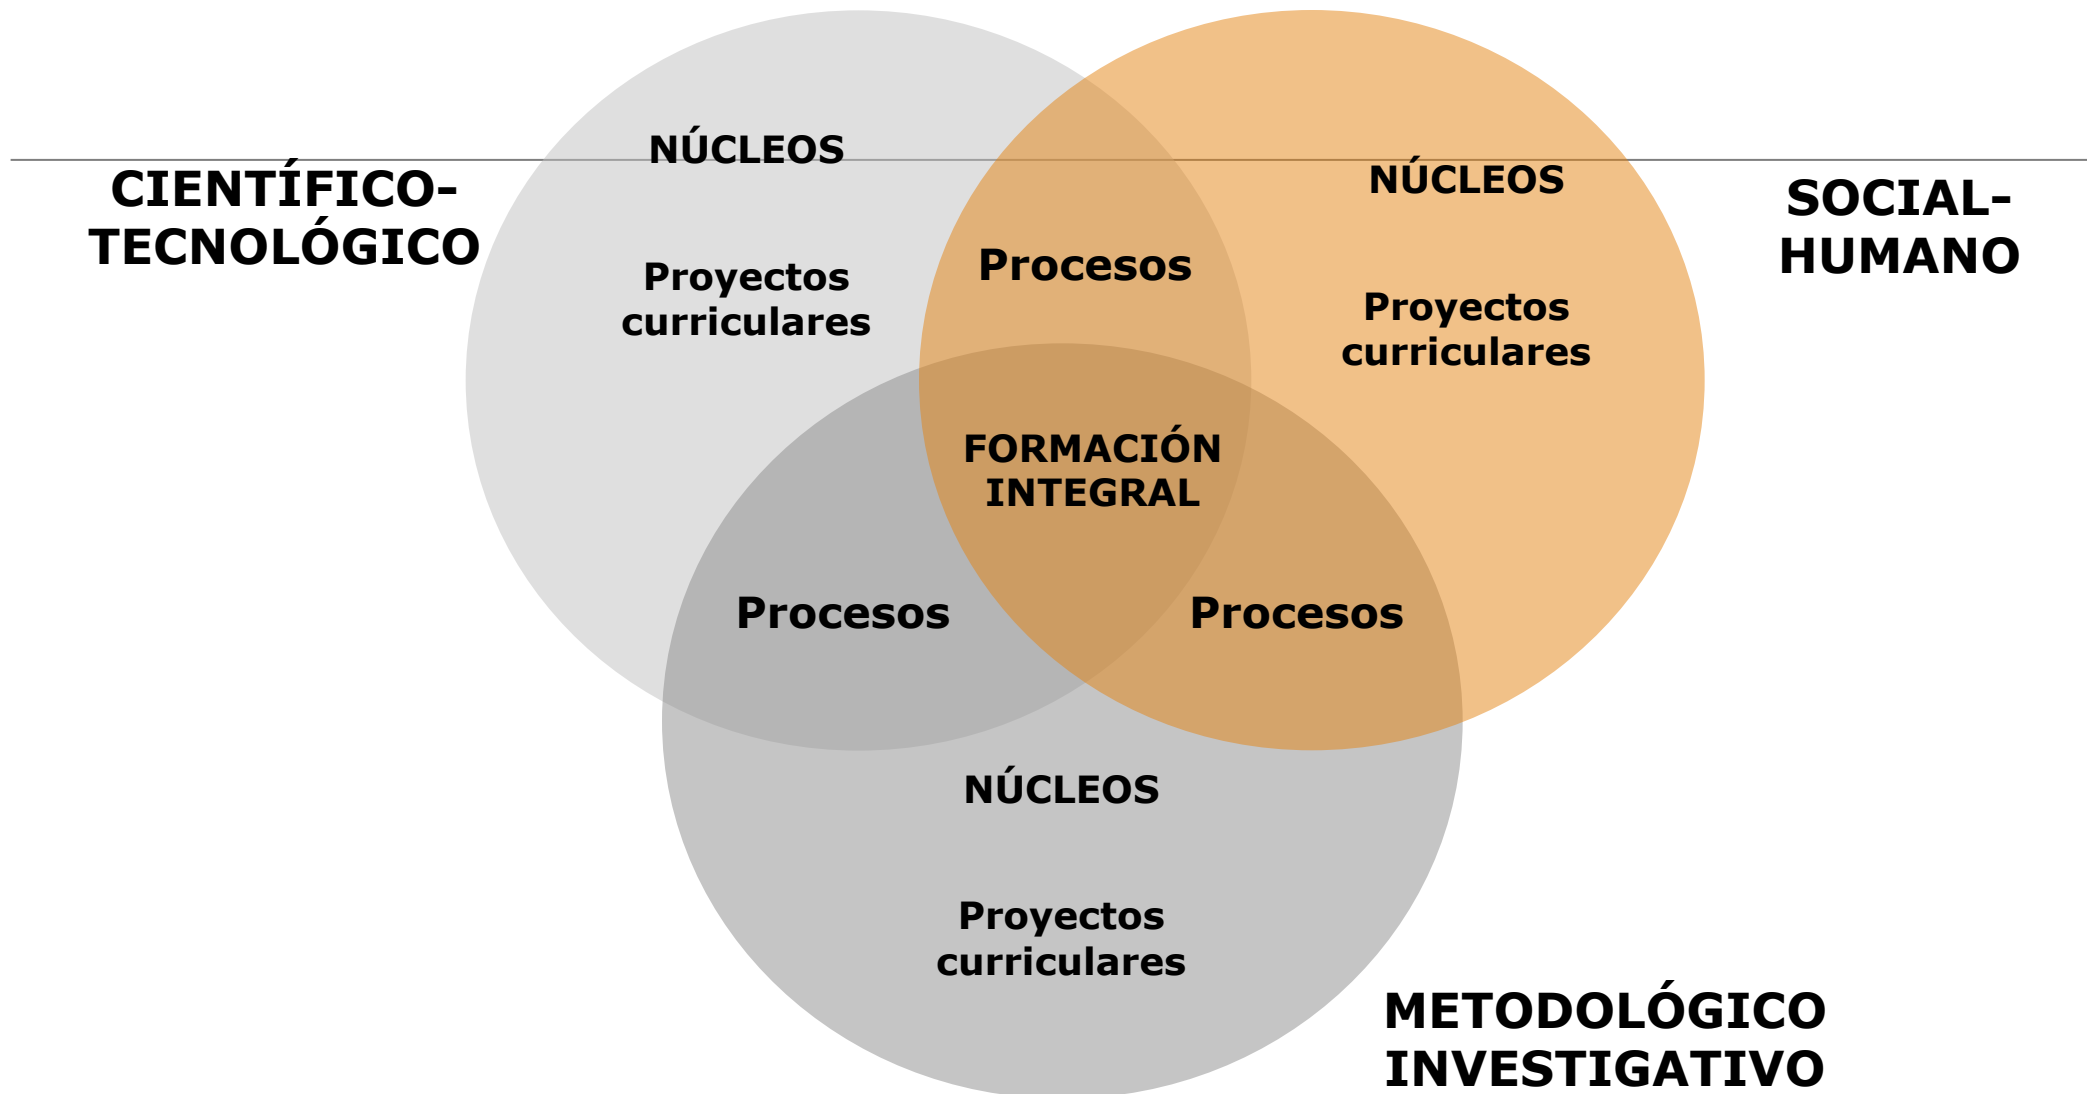 NÚCLEOS
CIENTÍFICO-
TECNOLÓGICO
Proyectos
curriculares
Procesos
NÚCLEOS
Proyectos
curriculares
SOCIAL-
HUMANO
FORMACIÓN
INTEGRAL
Procesos
Procesos
NÚCLEOS
Proyectos
curriculares
METODOLÓGICO
INVESTIGATIVO